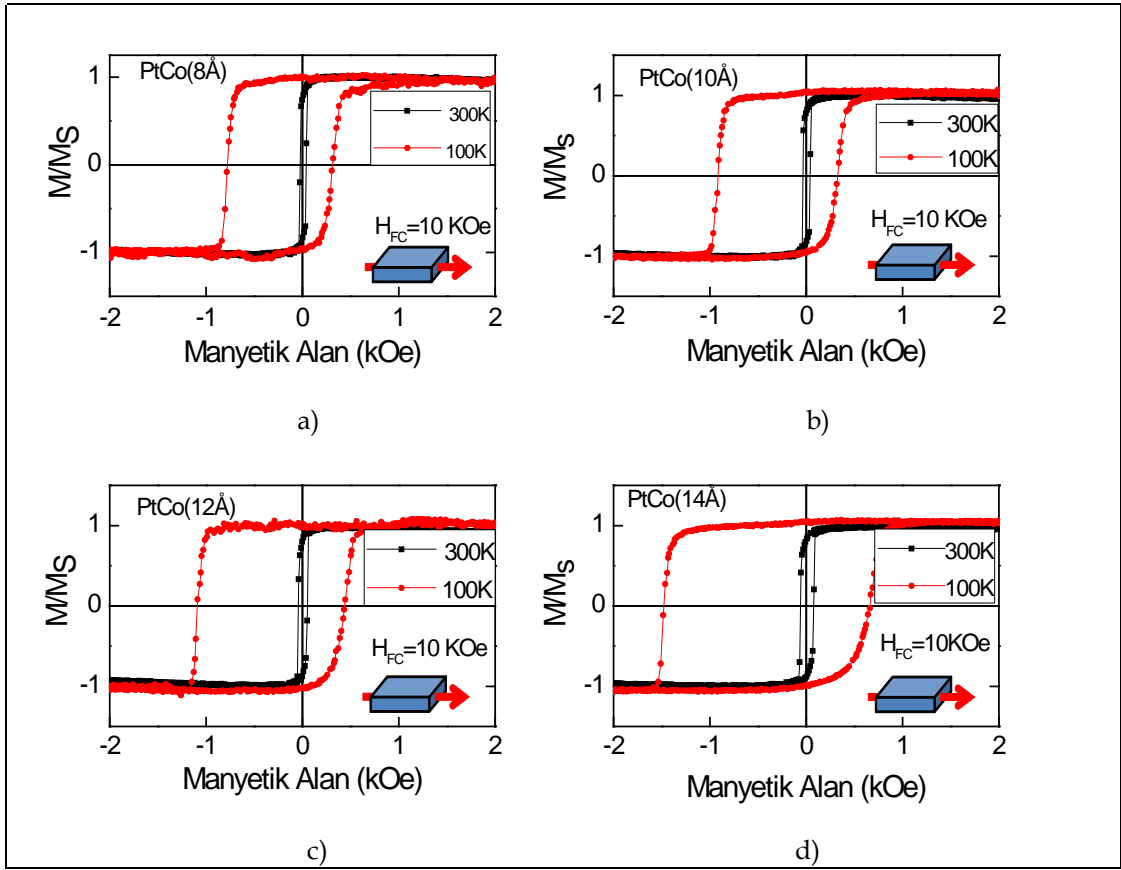 PtCo(8Å)
1
0
-1
M/MS
300K
100K
HFC=10 KOe
-2 -1 0 1 2
Manyetik Alan (kOe)
a)
PtCo(10Å)
1
0
-1
M/MS
300K
100K
HFC=10 KOe
-2 -1 0 1 2
Manyetik Alan (kOe)
b)
PtCo(12Å)
1
0
-1
M/MS
300K
100K
HFC=10 KOe
-2 -1 0 1 2
Manyetik Alan (kOe)
c)
PtCo(14Å)
1
0
-1
M/MS
300K
100K
HFC=10KOe
-2 -1 0 1 2
Manyetik Alan (kOe)
d)